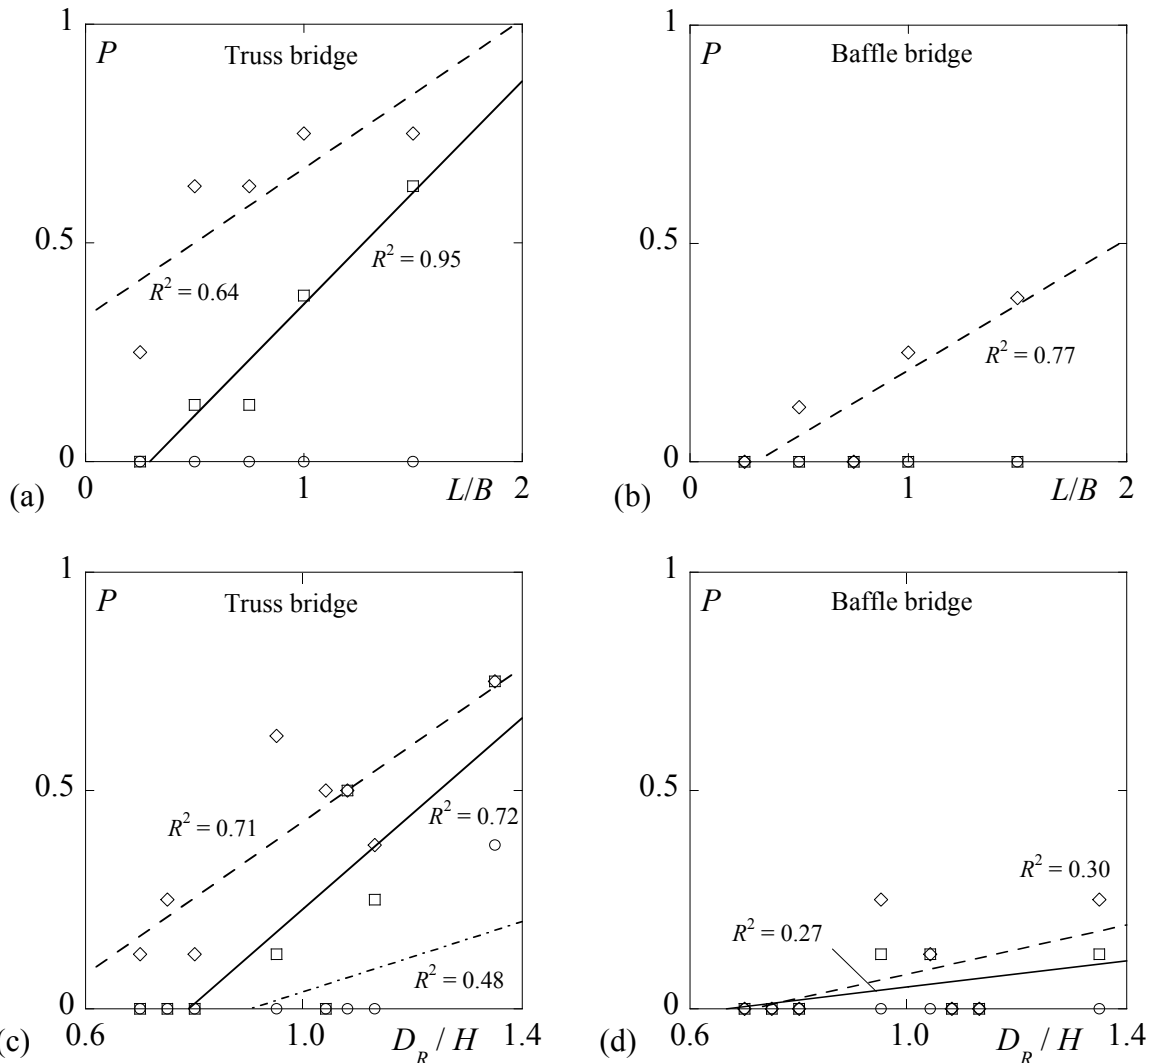 1
P
Truss bridge
0.5
R² = 0.64
R² = 0.95
0
0
1
L/B
2
(a)
1
P
Baffle bridge
0.5
R² = 0.77
0
0
1
L/B
2
(b)
1
P
Truss bridge
0.5
R² = 0.71
R² = 0.72
R² = 0.48
0
0.6
1.0
D_R / H
1.4
(c)
1
P
Baffle bridge
0.5
R² = 0.30
R² = 0.27
0
0.6
1.0
D_R / H
1.4
(d)